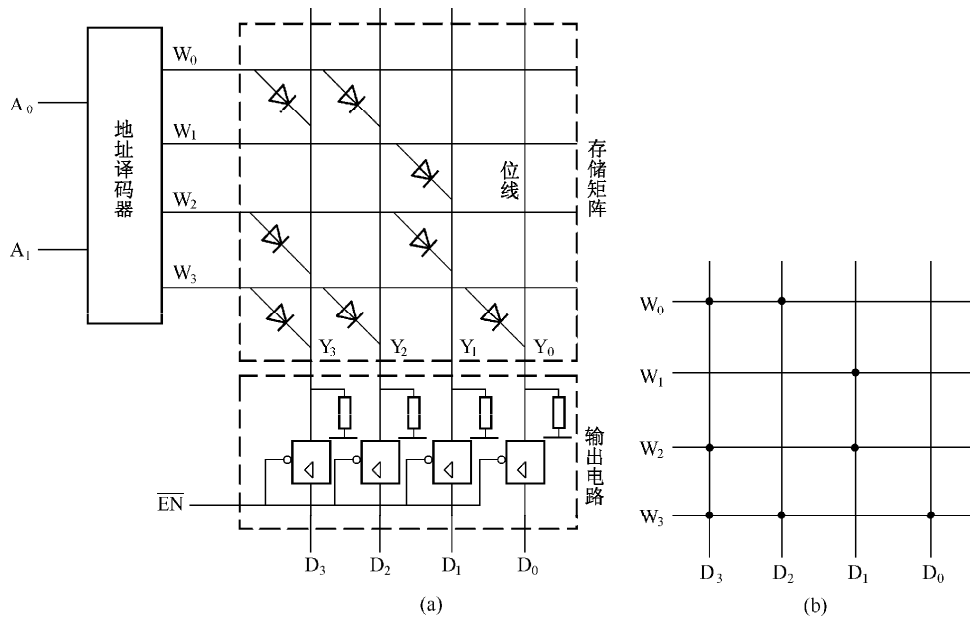 A₀
A₁
地址译码器
W₀
W₁
W₂
W₃
位线
存储矩阵
Y₃ Y₂ Y₁ Y₀
输出电路
E̅N̅
D₃ D₂ D₁ D₀
(a)
W₀
W₁
W₂
W₃
D₃ D₂ D₁ D₀
(b)